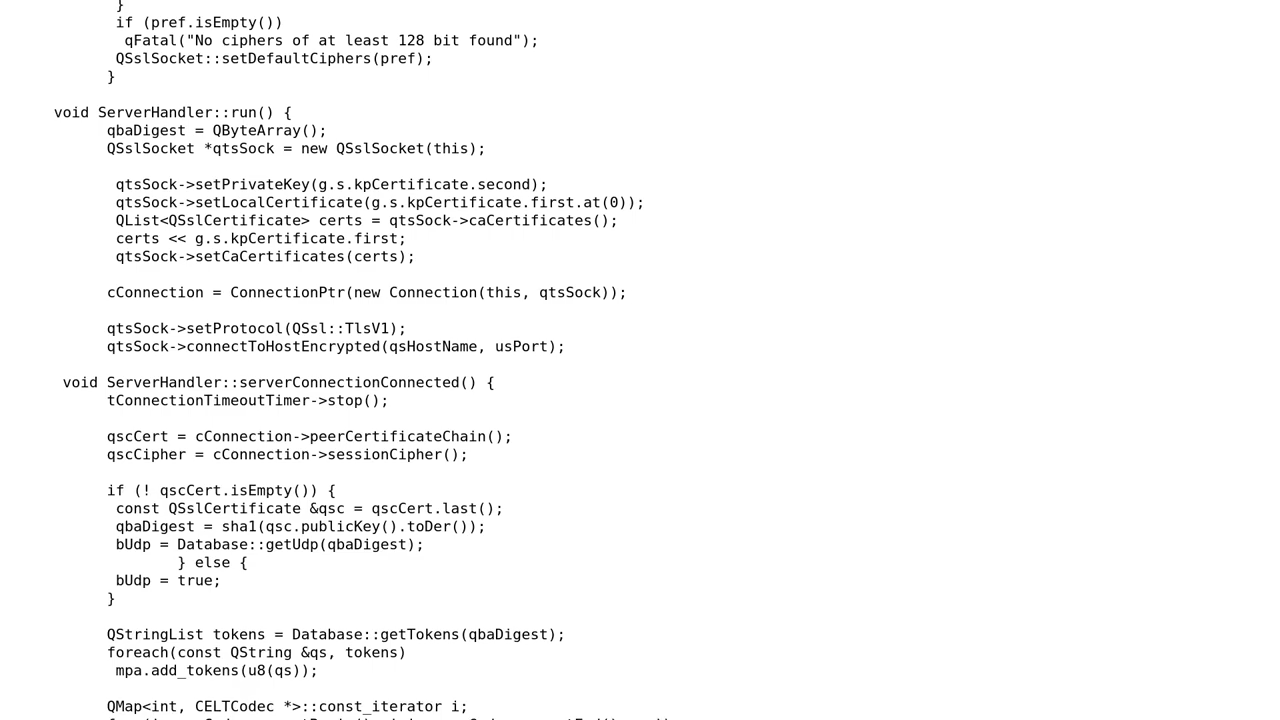 }
if (pref.isEmpty())
qFatal("No ciphers of at least 128 bit found");
QSslSocket::setDefaultCiphers(pref);
}
void ServerHandler::run() {
qbaDigest = QByteArray();
QSslSocket *qtsSock = new QSslSocket(this);
qtsSock->setPrivateKey(g.s.kpCertificate.second);
qtsSock->setLocalCertificate(g.s.kpCertificate.first.at(0));
QList<QSslCertificate> certs = qtsSock->caCertificates();
certs << g.s.kpCertificate.first;
qtsSock->setCaCertificates(certs);
cConnection = ConnectionPtr(new Connection(this, qtsSock));
qtsSock->setProtocol(QSsl::TlsV1);
qtsSock->connectToHostEncrypted(qsHostName, usPort);
void ServerHandler::serverConnectionConnected() {
tConnectionTimeoutTimer->stop();
qscCert = cConnection->peerCertificateChain();
qscCipher = cConnection->sessionCipher();
if (! qscCert.isEmpty()) {
const QSslCertificate &qsc = qscCert.last();
qbaDigest = sha1(qsc.publicKey().toDer());
bUdp = Database::getUdp(qbaDigest);
} else {
bUdp = true;
}
QStringList tokens = Database::getTokens(qbaDigest);
foreach(const QString &qs, tokens)
mpa.add_tokens(u8(qs));
QMap<int, CELTCodec *>::const_iterator i;